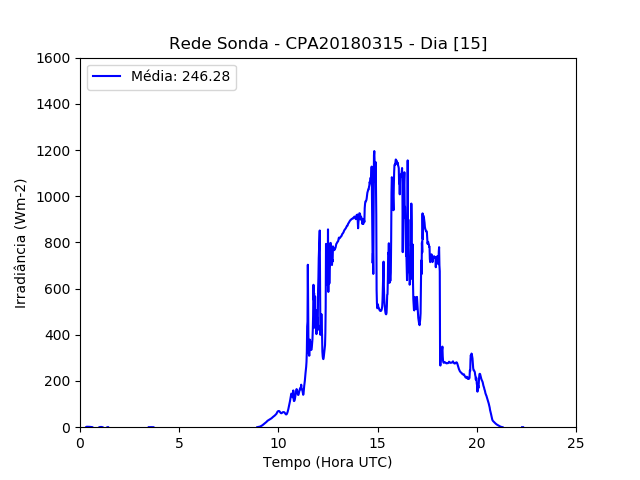 Rede Sonda - CPA20180315 - Dia [15]
Média: 246.28
Irradiância (Wm-2)
1600
1400
1200
1000
800
600
400
200
0
0 5 10 15 20 25
Tempo (Hora UTC)